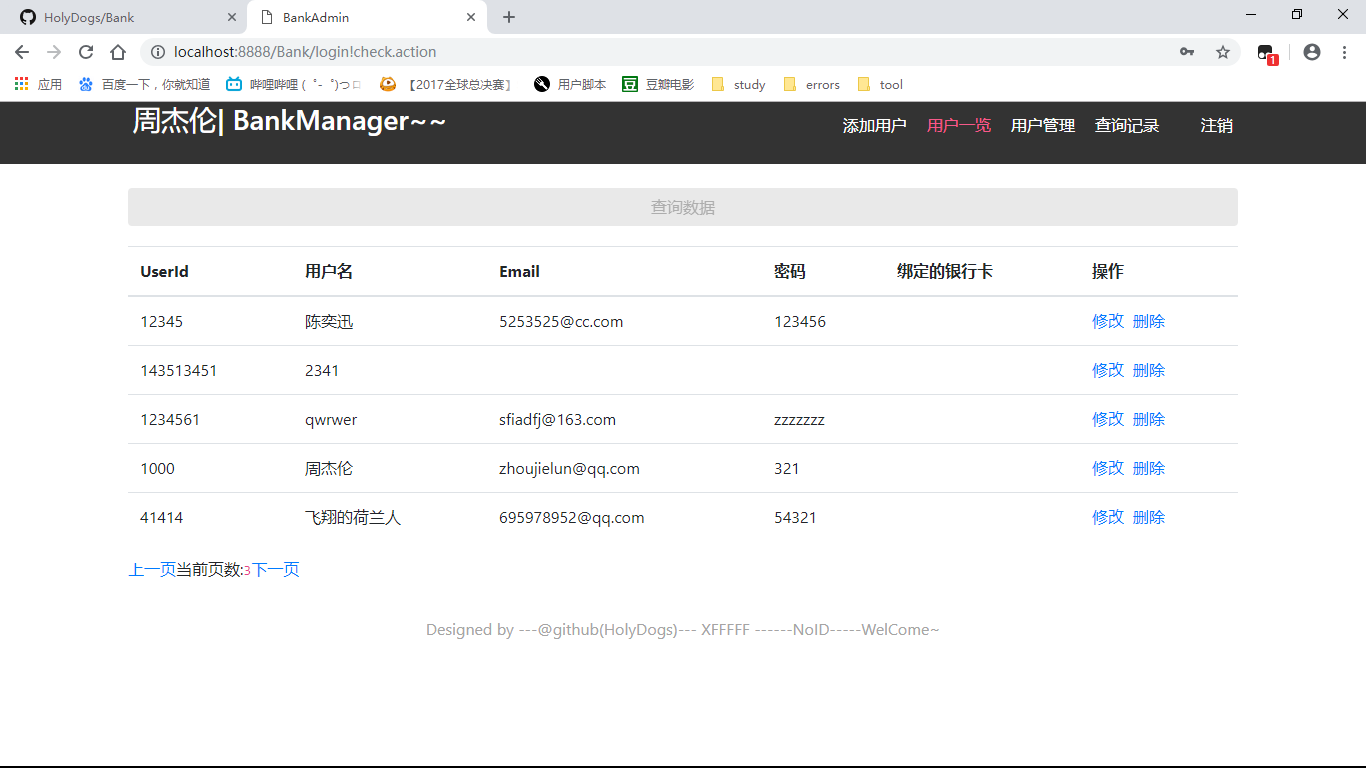 HolyDogs/Bank BankAdmin
localhost:8888/Bank/login!check.action
应用 百度一下，你就知道 哔哩哔哩 ( ゜- ゜)つロ 【2017全球总决赛】 用户脚本 豆瓣电影 study errors tool
1
周杰伦| BankManager~~ 添加用户 用户一览 用户管理 查询记录 注销
查询数据
UserId 用户名 Email 密码 绑定的银行卡 操作
12345 陈奕迅 5253525@cc.com 123456 修改 删除
143513451 2341 修改 删除
1234561 qwrwer sfiadfj@163.com zzzzzzz 修改 删除
1000 周杰伦 zhoujielun@qq.com 321 修改 删除
41414 飞翔的荷兰人 695978952@qq.com 54321 修改 删除
上一页当前页数:3下一页
Designed by ---@github(HolyDogs)--- XFFFFF ------NoID-----WelCome~